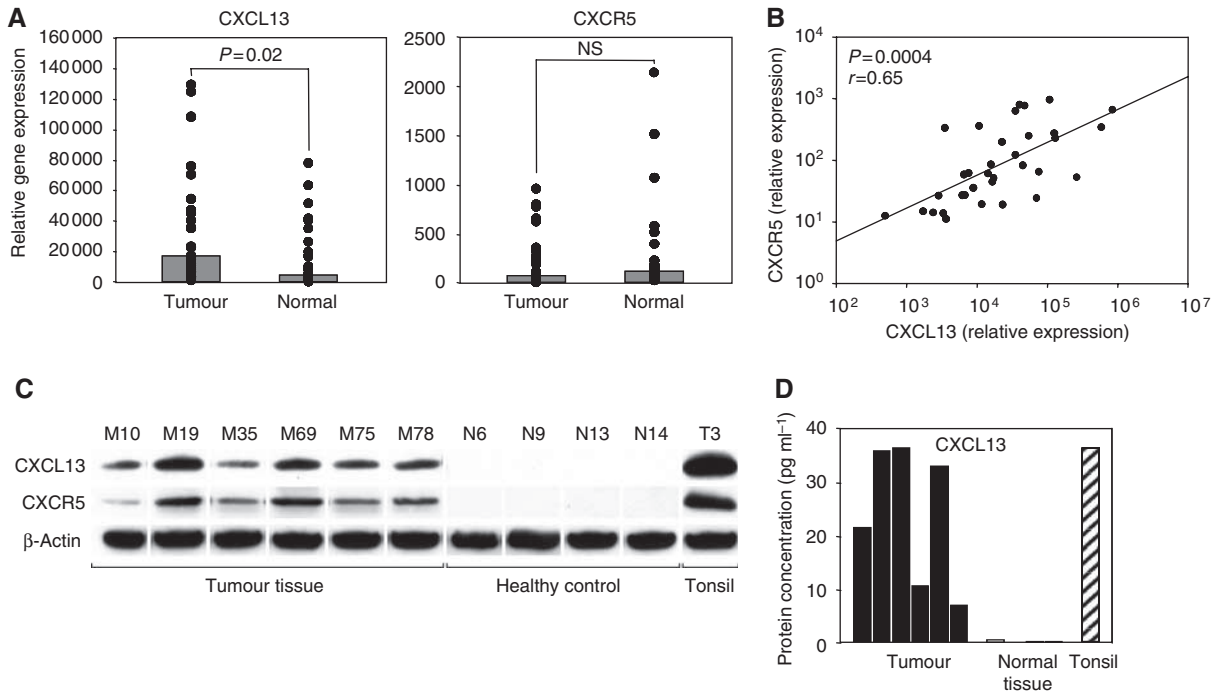 A
CXCL13
CXCR5
Relative gene expression
160 000
140 000
120 000
100 000
80 000
60 000
40 000
20 000
0
P=0.02
Tumour
Normal
2500
2000
1500
1000
500
0
NS
Tumour
Normal
B
CXCR5 (relative expression)
10⁴
10³
10²
10¹
10⁰
P=0.0004
r=0.65
10² 10³ 10⁴ 10⁵ 10⁶ 10⁷
CXCL13 (relative expression)
C
M10 M19 M35 M69 M75 M78 N6 N9 N13 N14 T3
CXCL13
CXCR5
β-Actin
Tumour tissue
Healthy control
Tonsil
D
Protein concentration (pg ml⁻¹)
40
30
20
10
0
CXCL13
Tumour
Normal tissue
Tonsil